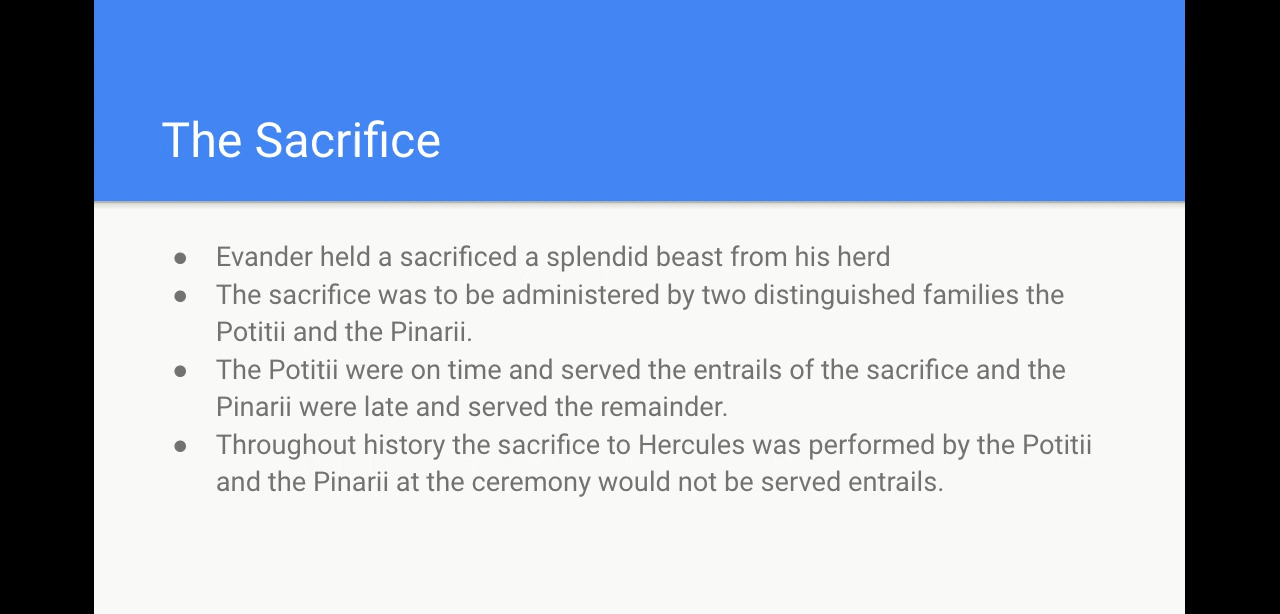 The Sacrifice
● Evander held a sacrificed a splendid beast from his herd
● The sacrifice was to be administered by two distinguished families the
Potitii and the Pinarii.
● The Potitii were on time and served the entrails of the sacrifice and the
Pinarii were late and served the remainder.
● Throughout history the sacrifice to Hercules was performed by the Potitii
and the Pinarii at the ceremony would not be served entrails.